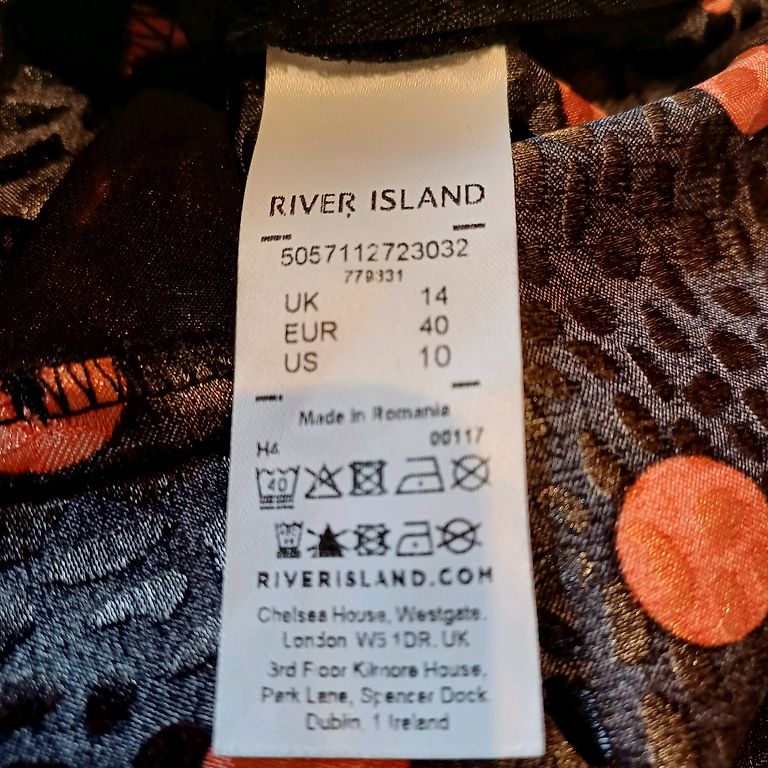 RIVER ISLAND
5057112723032
779331
UK 14
EUR 40
US 10
Made in Romania
H4 00117
40
RIVERISLAND.COM
Chelsea House, Westgate.
London W5 1DR. UK
3rd Floor Kilmore House,
Park Lane, Spencer Dock
Dublin, 1 Ireland